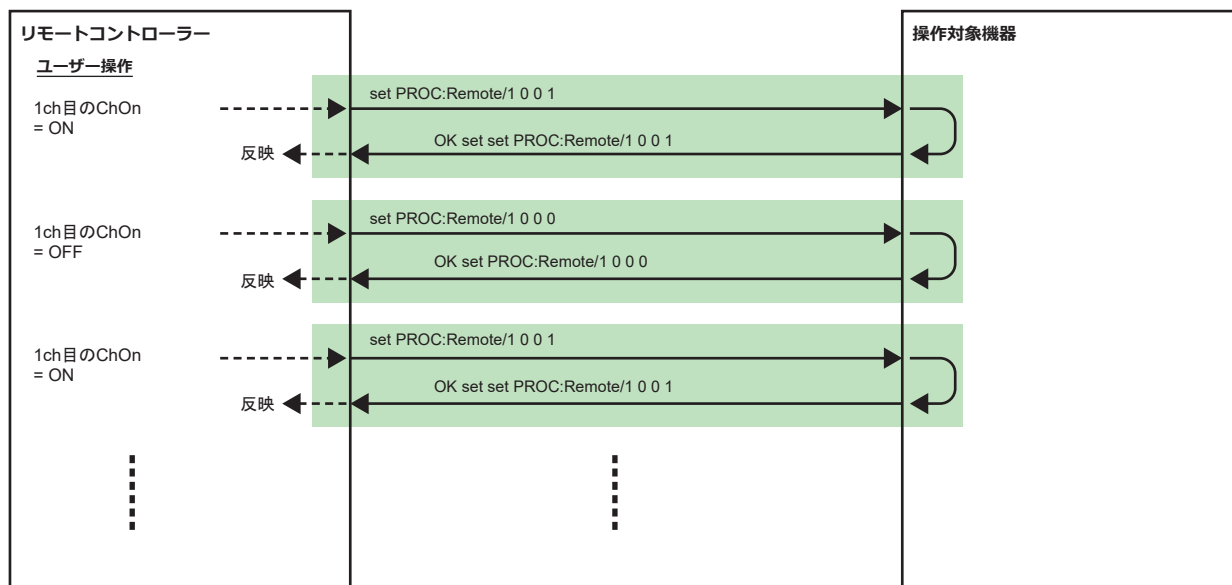 リモートコントローラー
操作対象機器
ユーザー操作
1ch目のChOn
= ON
set PROC:Remote/1 0 0 1
OK set set PROC:Remote/1 0 0 1
反映
1ch目のChOn
= OFF
set PROC:Remote/1 0 0 0
OK set PROC:Remote/1 0 0 0
反映
1ch目のChOn
= ON
set PROC:Remote/1 0 0 1
OK set set PROC:Remote/1 0 0 1
反映